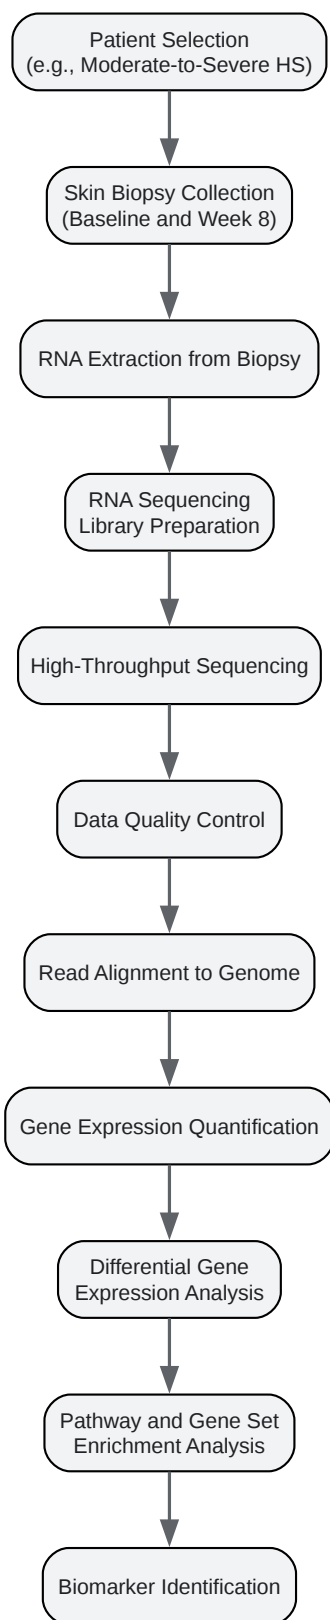 Patient Selection
(e.g., Moderate-to-Severe HS)
Skin Biopsy Collection
(Baseline and Week 8)
RNA Extraction from Biopsy
RNA Sequencing
Library Preparation
High-Throughput Sequencing
Data Quality Control
Read Alignment to Genome
Gene Expression Quantification
Differential Gene
Expression Analysis
Pathway and Gene Set
Enrichment Analysis
Biomarker Identification